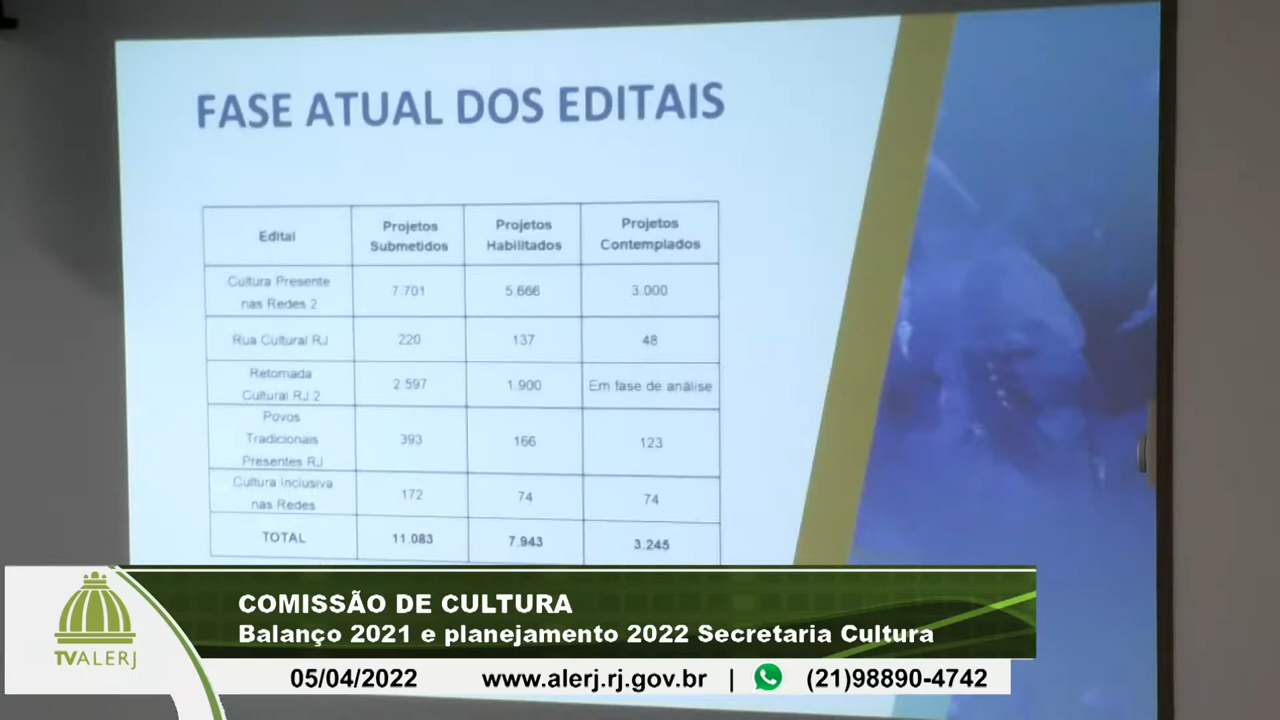 FASE ATUAL DOS EDITAIS
Edital
Projetos
Submetidos
Projetos
Habilitados
Projetos
Contemplados
Cultura Presente
nas Redes 2
7.701
5.666
3.000
Rua Cultural RJ
220
137
48
Retomada
Cultural RJ 2
2.597
1.900
Em fase de análise
Povos
Tradicionais
Presentes RJ
393
166
123
Cultura Inclusiva
nas Redes
172
74
74
TOTAL
11.083
7.943
3.245
COMISSÃO DE CULTURA
Balanço 2021 e planejamento 2022 Secretaria Cultura
TVALERJ
05/04/2022 www.alerj.rj.gov.br | (21)98890-4742